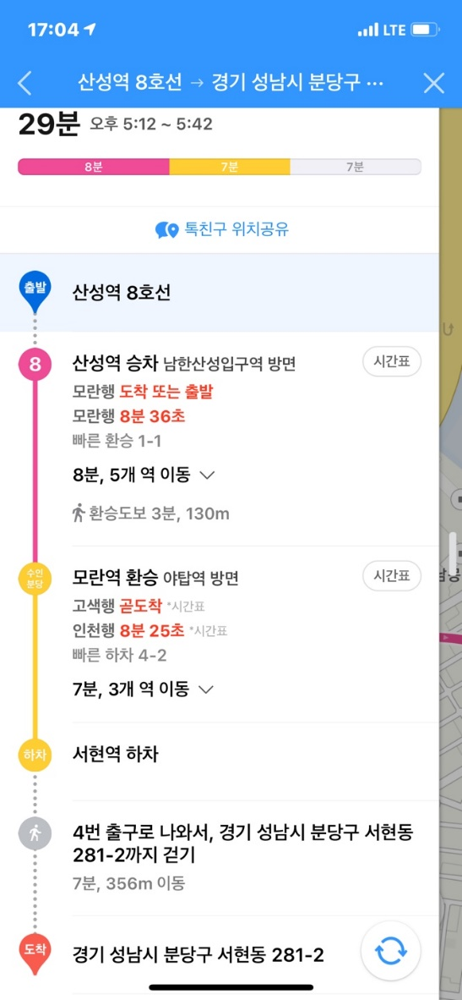 17:04
LTE
산성역 8호선 → 경기 성남시 분당구 ···
29분 오후 5:12 ~ 5:42
8분 7분 7분
톡친구 위치공유
출발 산성역 8호선
8 산성역 승차 남한산성입구역 방면 시간표
모란행 도착 또는 출발
모란행 8분 36초
빠른 환승 1-1
8분, 5개 역 이동
환승도보 3분, 130m
수인
분당
모란역 환승 야탑역 방면 시간표
고색행 곧도착 *시간표
인천행 8분 25초 *시간표
빠른 하차 4-2
7분, 3개 역 이동
하차 서현역 하차
4번 출구로 나와서, 경기 성남시 분당구 서현동
281-2까지 걷기
7분, 356m 이동
도착 경기 성남시 분당구 서현동 281-2